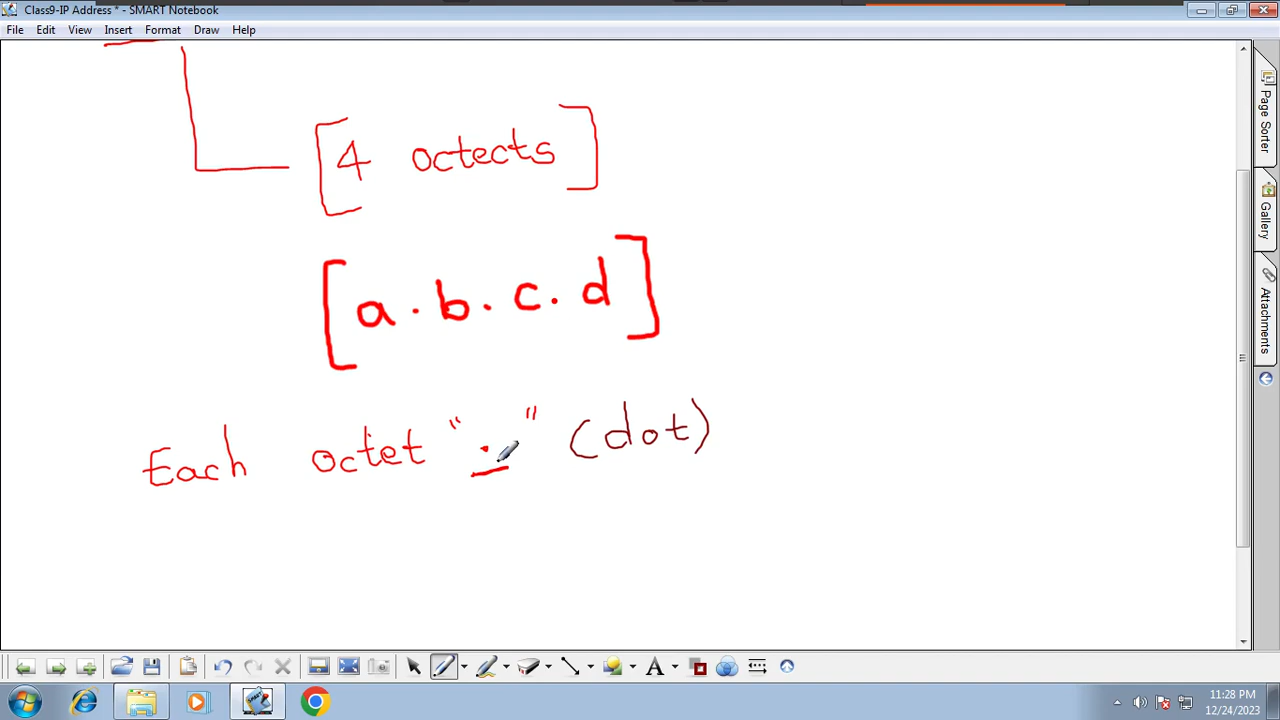 Class9-IP Address * - SMART Notebook
File Edit View Insert Format Draw Help
[4 octects]
[a.b.c.d]
Each octet "." (dot)
Page Sorter
Gallery
Attachments
A
11:28 PM
12/24/2023